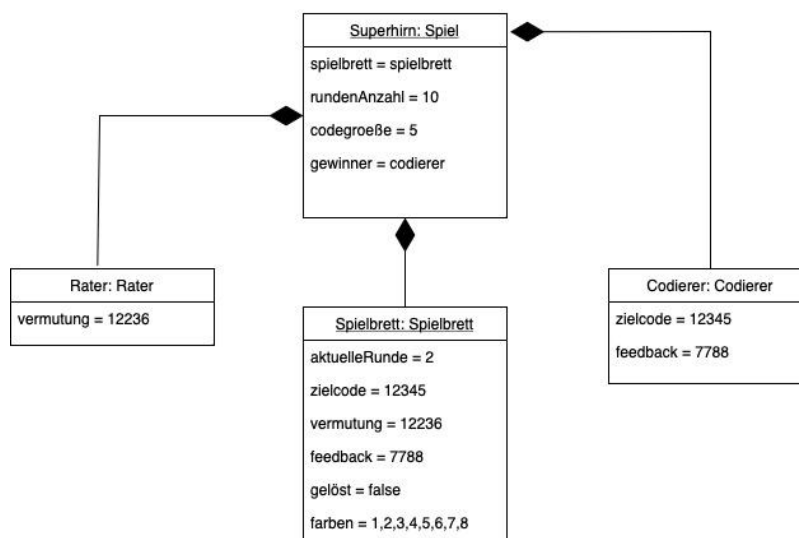 Superhirn: Spiel
spielbrett = spielbrett
rundenAnzahl = 10
codegroeße = 5
gewinner = codierer
Rater: Rater
vermutung = 12236
Spielbrett: Spielbrett
aktuelleRunde = 2
zielcode = 12345
vermutung = 12236
feedback = 7788
gelöst = false
farben = 1,2,3,4,5,6,7,8
Codierer: Codierer
zielcode = 12345
feedback = 7788